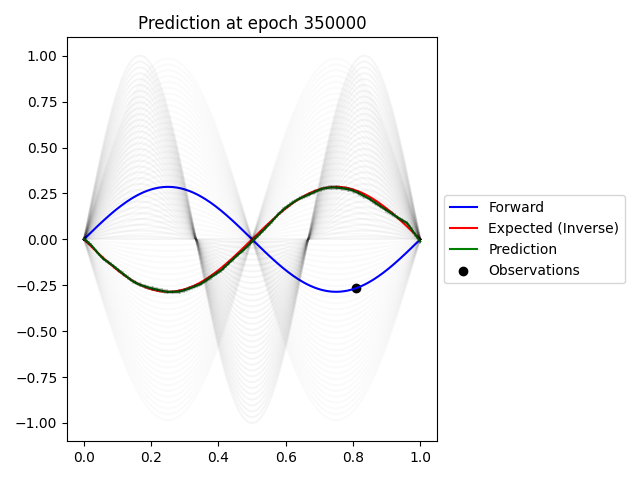 Prediction at epoch 350000
1.00
0.75
0.50
0.25
0.00
−0.25
−0.50
−0.75
−1.00
0.0 0.2 0.4 0.6 0.8 1.0
Forward
Expected (Inverse)
Prediction
Observations